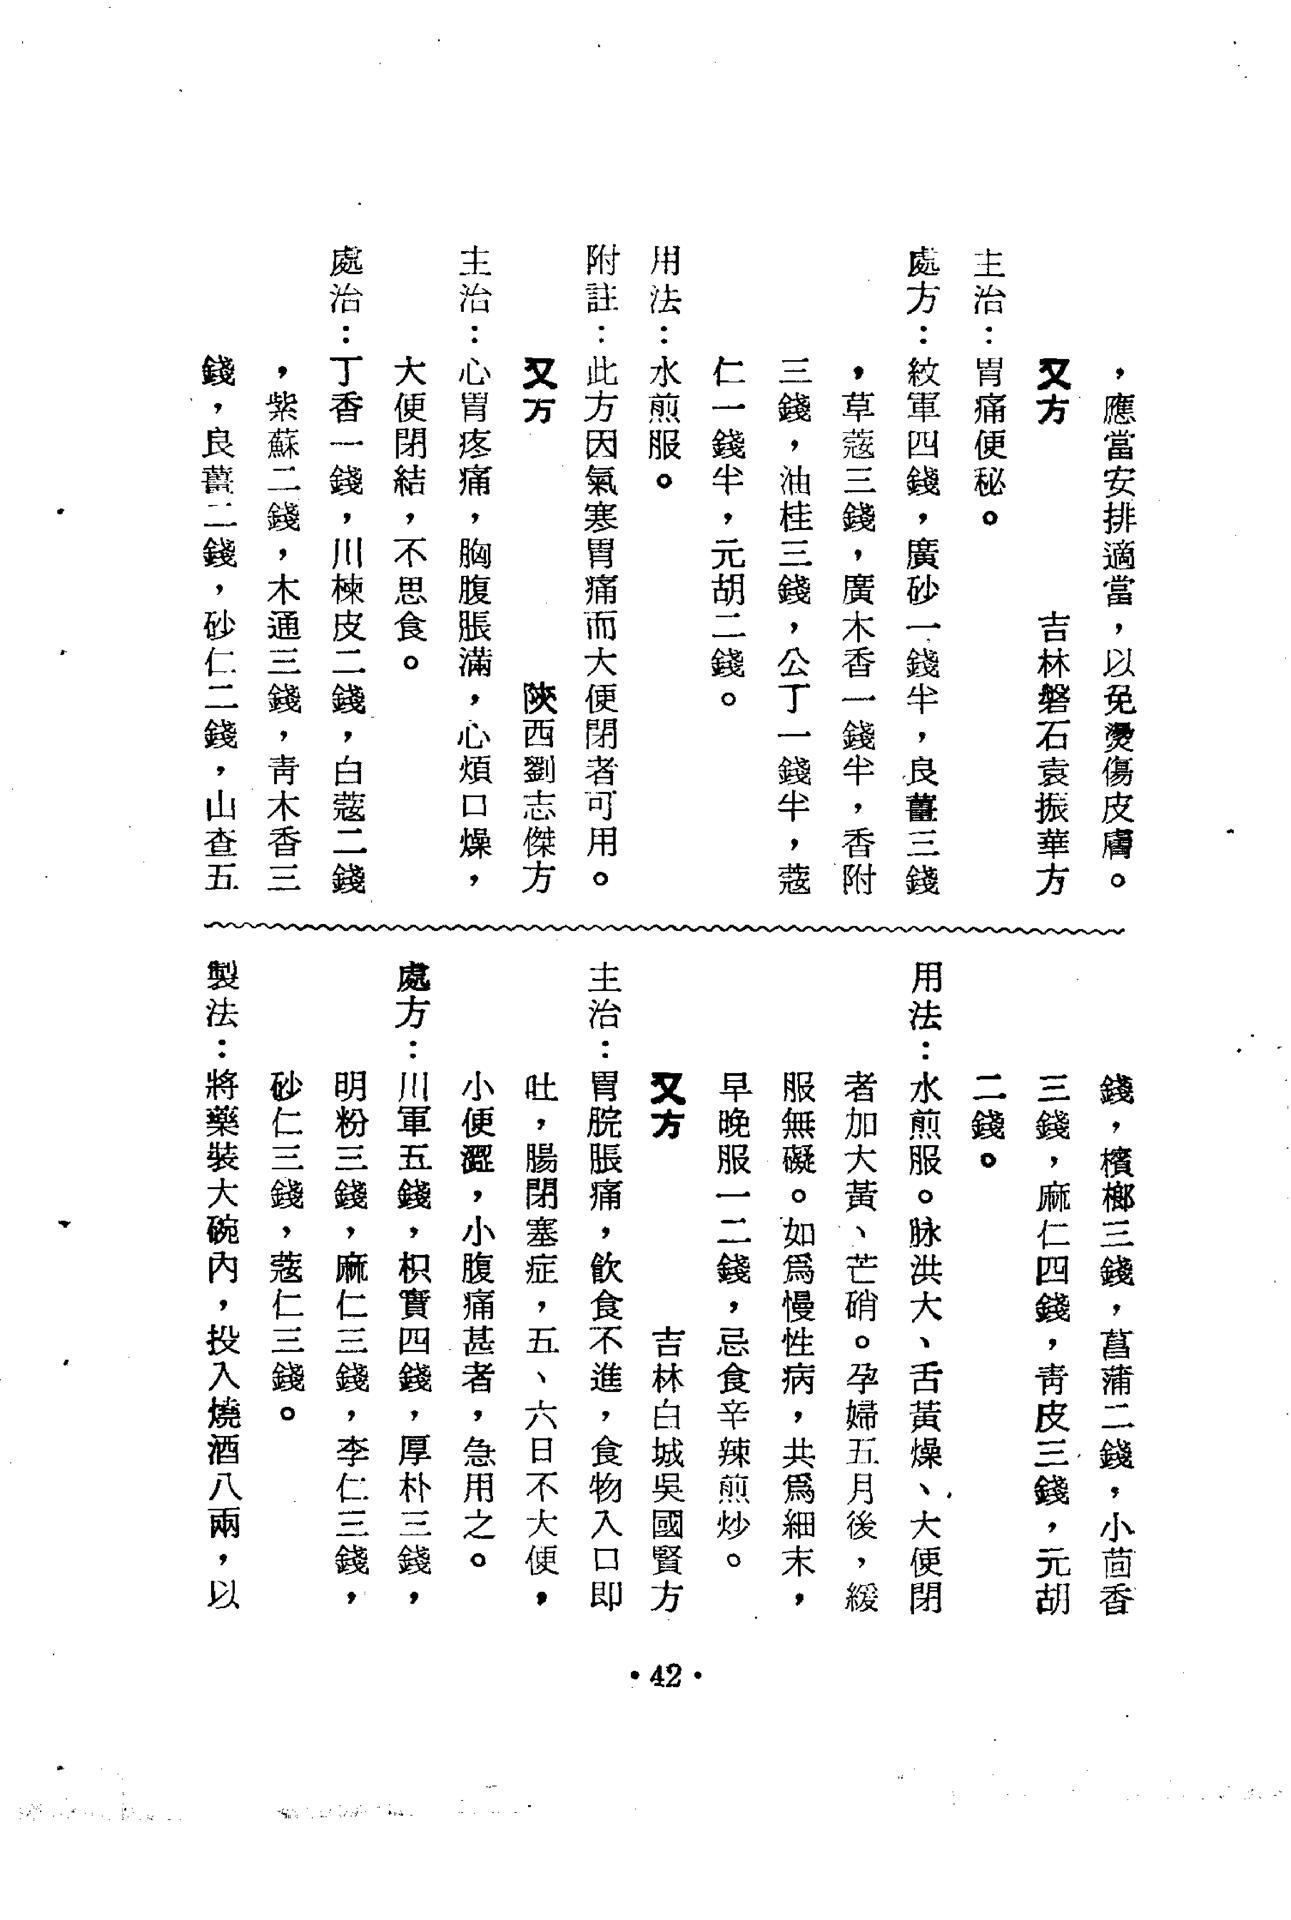 ，應當安排適當，以免燙傷皮膚。
又方　吉林磐石袁振華方
主治：胃痛便秘。
處方：紋軍四錢，廣砂一錢半，良薑三錢
，草蔻三錢，廣木香一錢半，香附
三錢，油桂三錢，公丁一錢半，蔻
仁一錢半，元胡二錢。
用法：水煎服。
附註：此方因氣寒胃痛而大便閉者可用。
又方　陝西劉志傑方
主治：心胃疼痛，胸腹脹滿，心煩口燥，
大便閉結，不思食。
處治：丁香一錢，川楝皮二錢，白蔻二錢
，紫蘇二錢，木通三錢，靑木香三
錢，良薑二錢，砂仁二錢，山查五
錢，檳榔三錢，菖蒲二錢，小茴香
三錢，麻仁四錢，靑皮三錢，元胡
二錢。
用法：水煎服。脉洪大、舌黃燥、大便閉
者加大黃、芒硝。孕婦五月後，緩
服無礙。如爲慢性病，共爲細末，
早晚服一二錢，忌食辛辣煎炒。
又方　吉林白城吳國賢方
主治：胃脘脹痛，飮食不進，食物入口即
吐，腸閉塞症，五、六日不大便，
小便澀，小腹痛甚者，急用之。
處方：川軍五錢，枳實四錢，厚朴三錢，
明粉三錢，麻仁三錢，李仁三錢，
砂仁三錢，蔻仁三錢。
製法：將藥裝大碗內，投入燒酒八兩，以
·42·